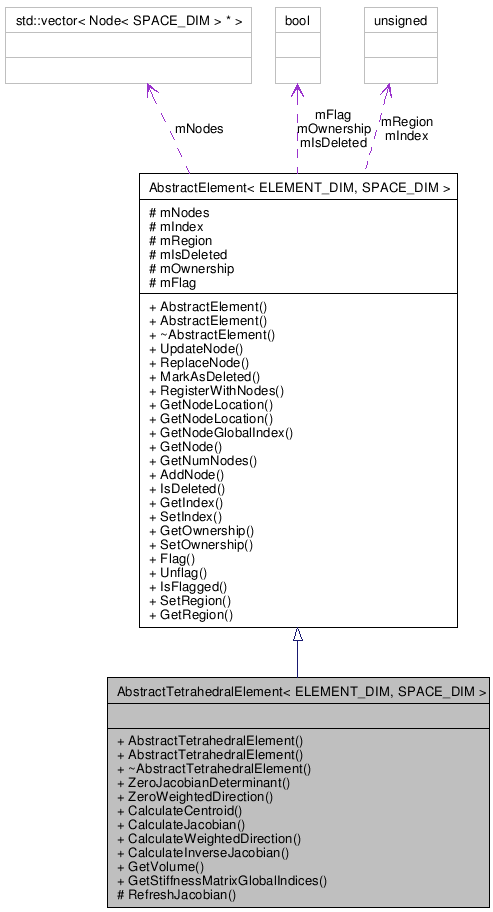 std::vector< Node< SPACE_DIM > * >
bool
unsigned
mNodes
mFlag
mOwnership
mIsDeleted
mRegion
mIndex
AbstractElement< ELEMENT_DIM, SPACE_DIM >
# mNodes
# mIndex
# mRegion
# mIsDeleted
# mOwnership
# mFlag
+ AbstractElement()
+ AbstractElement()
+ ~AbstractElement()
+ UpdateNode()
+ ReplaceNode()
+ MarkAsDeleted()
+ RegisterWithNodes()
+ GetNodeLocation()
+ GetNodeLocation()
+ GetNodeGlobalIndex()
+ GetNode()
+ GetNumNodes()
+ AddNode()
+ IsDeleted()
+ GetIndex()
+ SetIndex()
+ GetOwnership()
+ SetOwnership()
+ Flag()
+ Unflag()
+ IsFlagged()
+ SetRegion()
+ GetRegion()
AbstractTetrahedralElement< ELEMENT_DIM, SPACE_DIM >
+ AbstractTetrahedralElement()
+ AbstractTetrahedralElement()
+ ~AbstractTetrahedralElement()
+ ZeroJacobianDeterminant()
+ ZeroWeightedDirection()
+ CalculateCentroid()
+ CalculateJacobian()
+ CalculateWeightedDirection()
+ CalculateInverseJacobian()
+ GetVolume()
+ GetStiffnessMatrixGlobalIndices()
# RefreshJacobian()